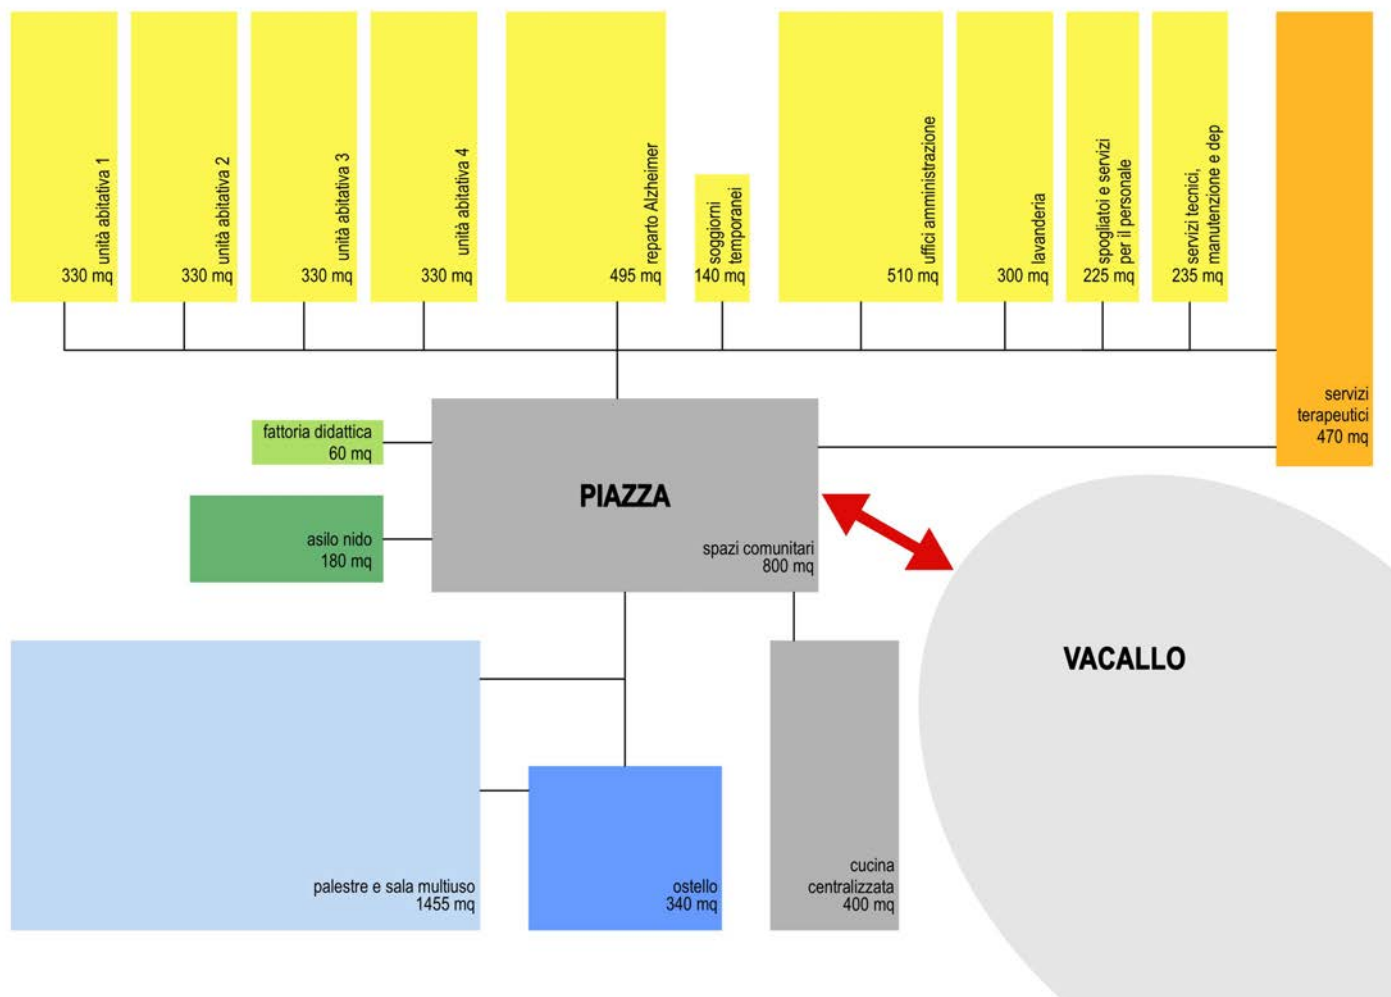 unità abitativa 1
330 mq
unità abitativa 2
330 mq
unità abitativa 3
330 mq
unità abitativa 4
330 mq
reparto Alzheimer
495 mq
soggiorni
temporanei
140 mq
uffici amministrazione
510 mq
lavanderia
300 mq
spogliatoi e servizi
per il personale
225 mq
servizi tecnici,
manutenzione e dep
235 mq
servizi
terapeutici
470 mq
fattoria didattica
60 mq
PIAZZA
asilo nido
180 mq
spazi comunitari
800 mq
VACALLO
palestre e sala multiuso
1455 mq
ostello
340 mq
cucina
centralizzata
400 mq